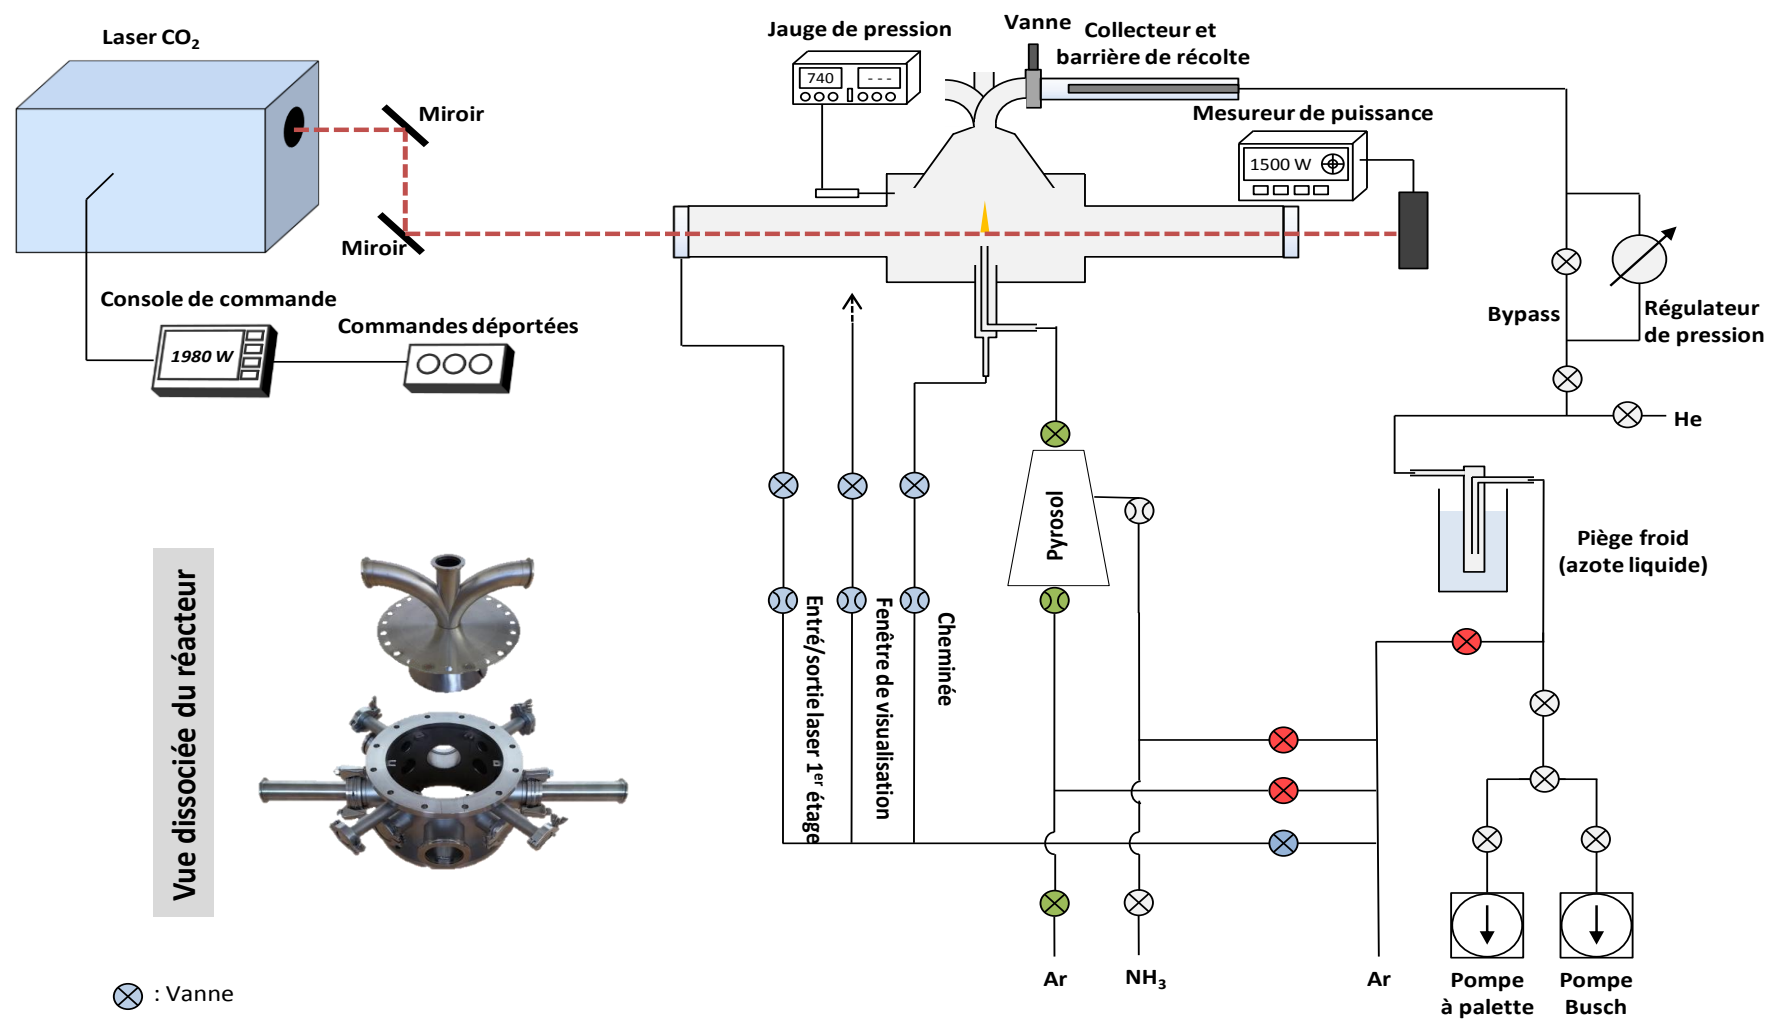 Laser CO₂
Miroir
Miroir
Console de commande
1980 W
Commandes déportées
Jauge de pression
740
- - -
Vanne
Collecteur et
barrière de récolte
Mesureur de puissance
1500 W
Bypass
Régulateur
de pression
He
Piège froid
(azote liquide)
Pyrosol
Entré/sortie laser 1er étage
Fenêtre de visualisation
Cheminée
Vue dissociée du réacteur
Ar
NH₃
Ar
Pompe
à palette
Pompe
Busch
: Vanne